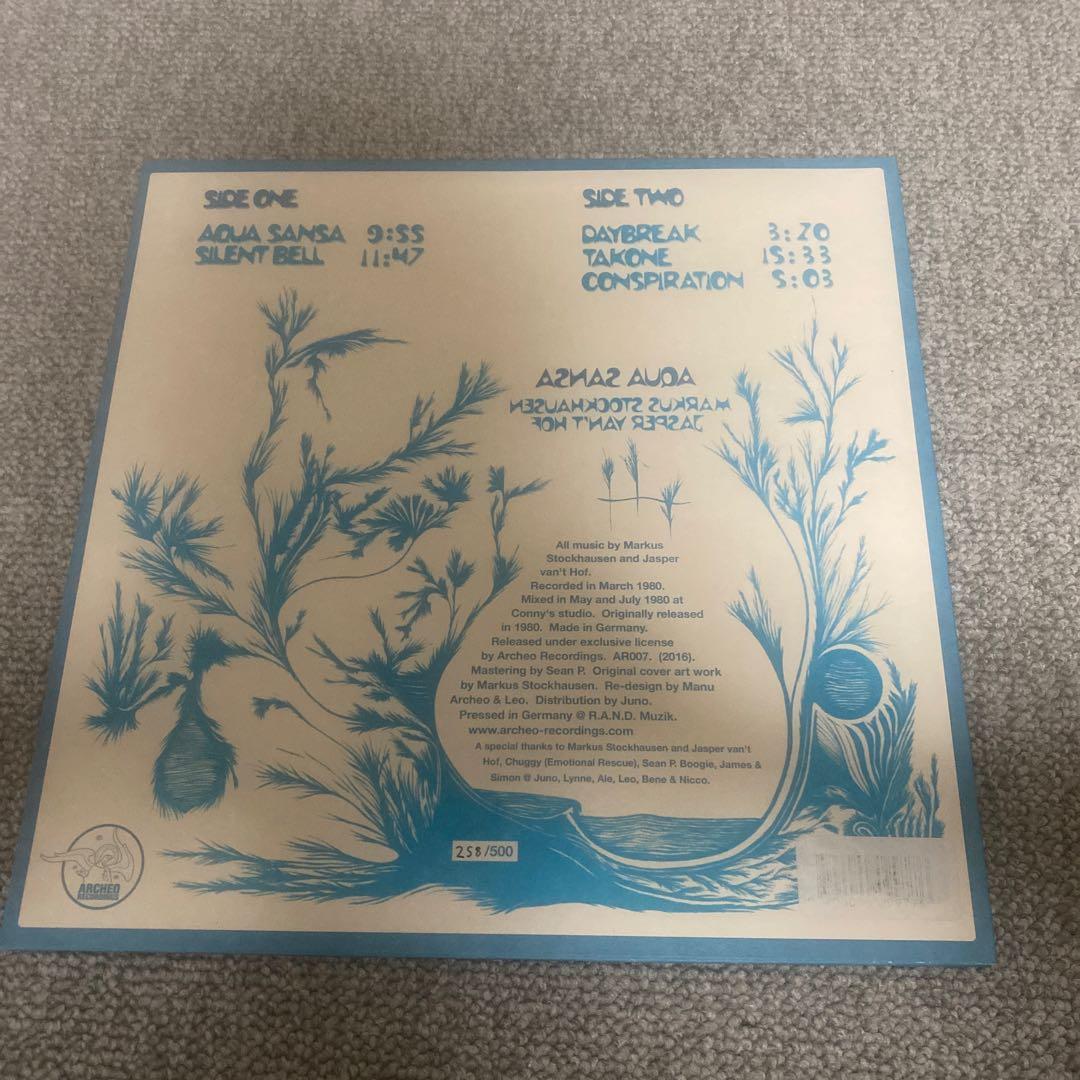 SIDE ONE
AQUA SANSA 9:55
SILENT BELL 11:47
SIDE TWO
DAYBREAK 3:20
TAKONE 15:33
CONSPIRATION 5:03
AQUA SANSA
MARKUS STOCKHAUSEN
JASPER VAN'T HOF
All music by Markus
Stockhausen and Jasper
van't Hof.
Recorded in March 1980.
Mixed in May and July 1980 at
Conny's studio. Originally released
in 1980. Made in Germany.
Released under exclusive license
by Archeo Recordings. AR007. (2016).
Mastering by Sean P. Original cover art work
by Markus Stockhausen. Re-design by Manu
Archeo & Leo. Distribution by Juno.
Pressed in Germany @ R.A.N.D. Muzik.
www.archeo-recordings.com
A special thanks to Markus Stockhausen and Jasper van't
Hof, Chuggy (Emotional Rescue), Sean P. Boogie, James &
Simon @ Juno, Lynne, Ale, Leo, Bene & Nicco.
258/500
ARCHEO
RECORDINGS